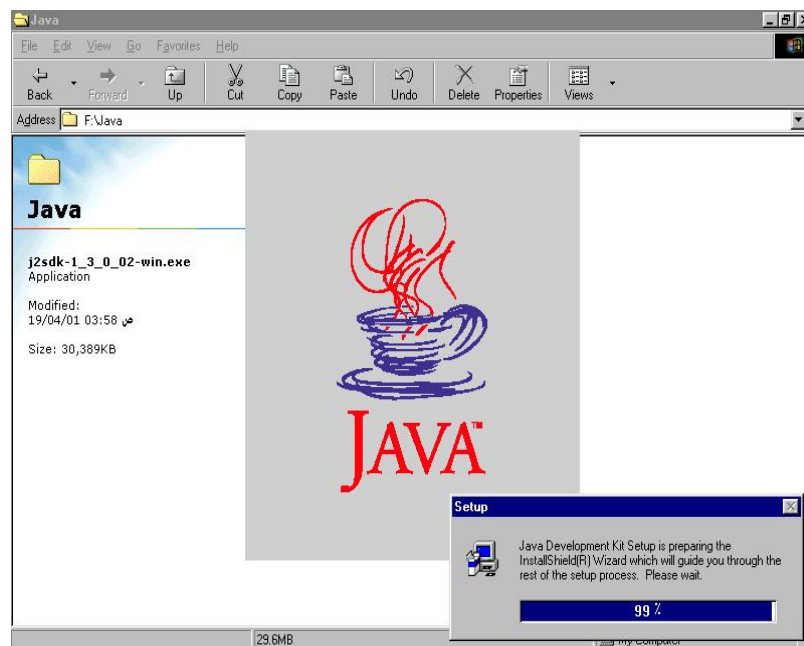 Java
File Edit View Go Favorites Help
Back Forward Up Cut Copy Paste Undo Delete Properties Views
Address F:\Java
Java
j2sdk-1_3_0_02-win.exe
Application
Modified:
19/04/01 03:58 ص
Size: 30,389KB
JAVA™
Setup
Java Development Kit Setup is preparing the
InstallShield(R) Wizard which will guide you through the
rest of the setup process. Please wait.
99 %
29.6MB My Computer